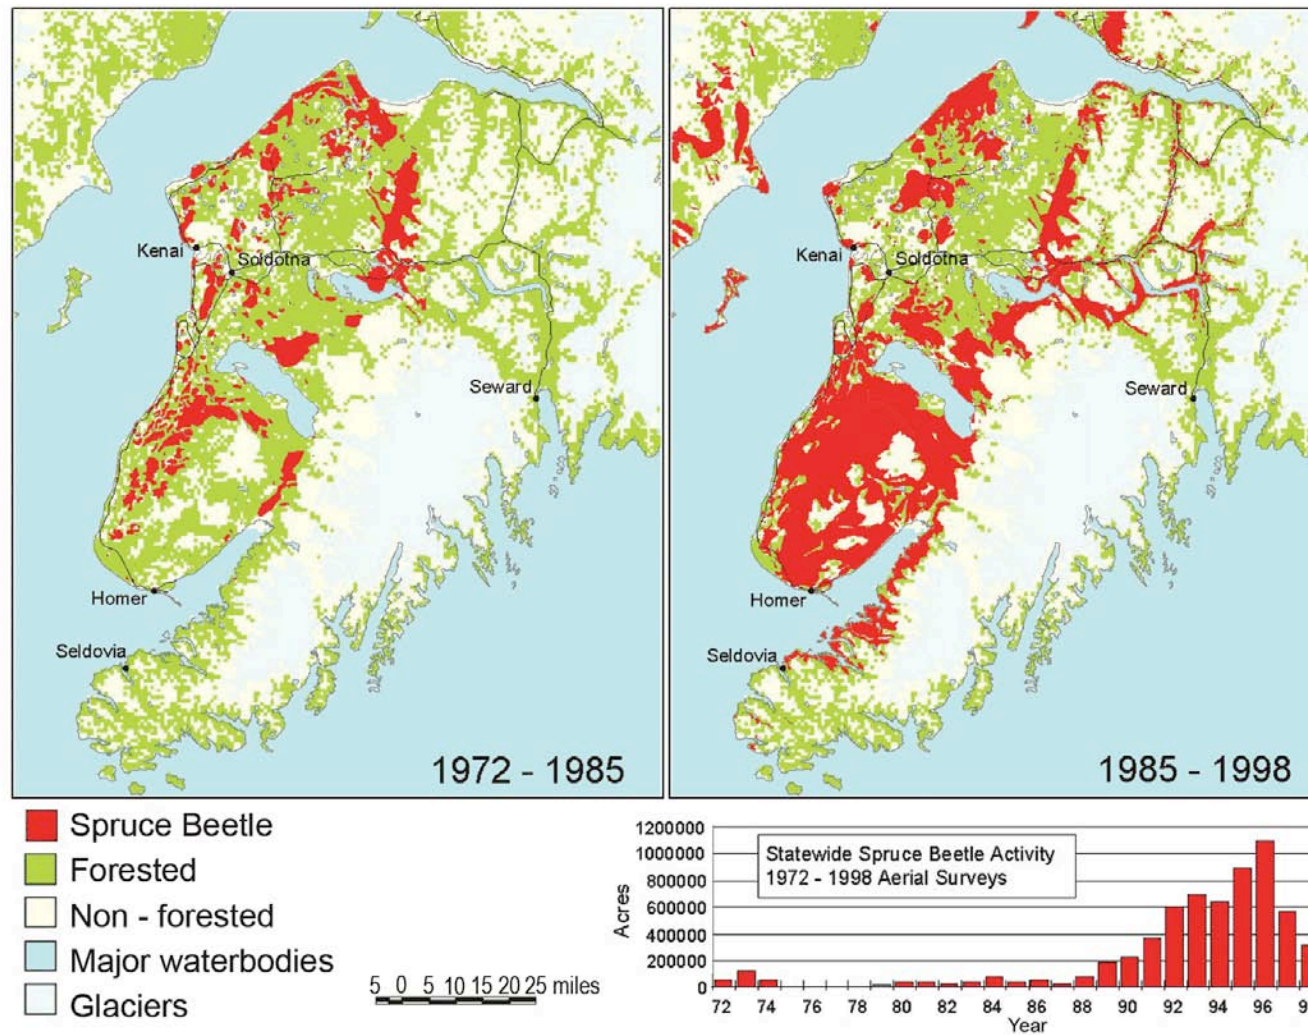 Kenai
Soldotna
Seward
Homer
Seldovia
1972 - 1985
Kenai
Soldotna
Seward
Homer
Seldovia
1985 - 1998
Spruce Beetle
Forested
Non - forested
Major waterbodies
Glaciers
5 0 5 10 15 20 25 miles
Statewide Spruce Beetle Activity
1972 - 1998 Aerial Surveys
1200000
1000000
800000
600000
400000
200000
0
Acres
72 74 76 78 80 82 84 86 88 90 92 94 96 9
Year